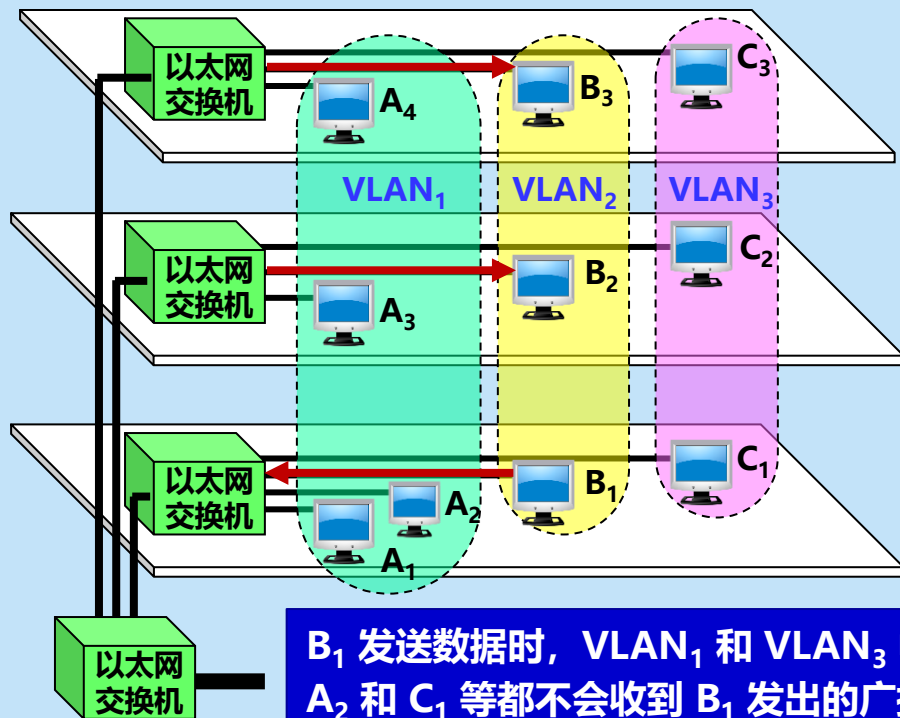 以太网
交换机
A₄
B₃
C₃
VLAN₁
VLAN₂
VLAN₃
以太网
交换机
A₃
B₂
C₂
以太网
交换机
A₂
A₁
B₁
C₁
以太网
交换机
B₁ 发送数据时，VLAN₁ 和 VLAN₃
A₂ 和 C₁ 等都不会收到 B₁ 发出的广